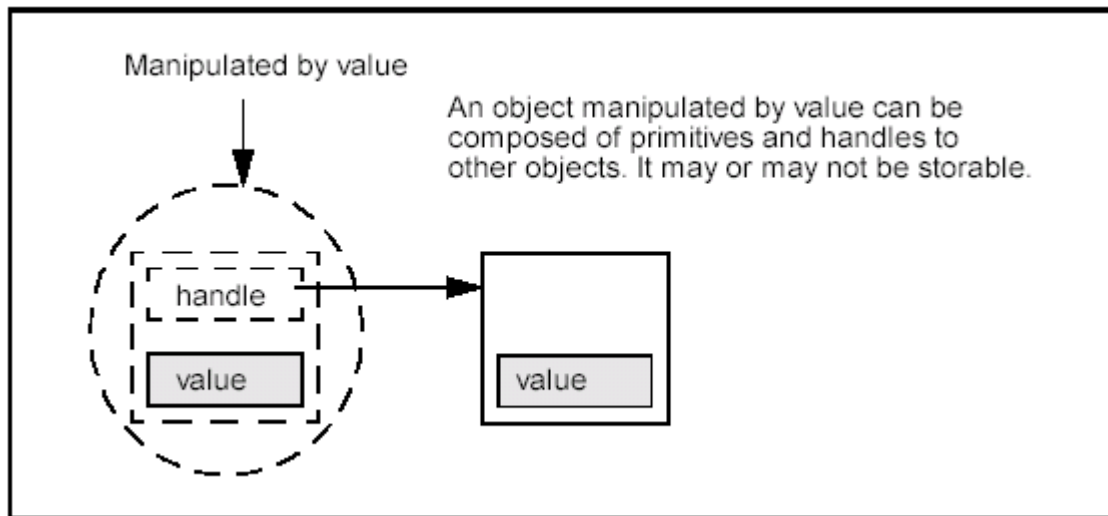 Manipulated by value
An object manipulated by value can be
composed of primitives and handles to
other objects. It may or may not be storable.
handle
value
value